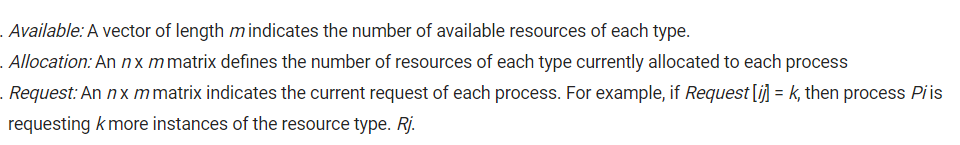 . Available: A vector of length m indicates the number of available resources of each type.
. Allocation: An n x m matrix defines the number of resources of each type currently allocated to each process
. Request: An n x m matrix indicates the current request of each process. For example, if Request [ij] = k, then process Pi is
requesting k more instances of the resource type. Rj.